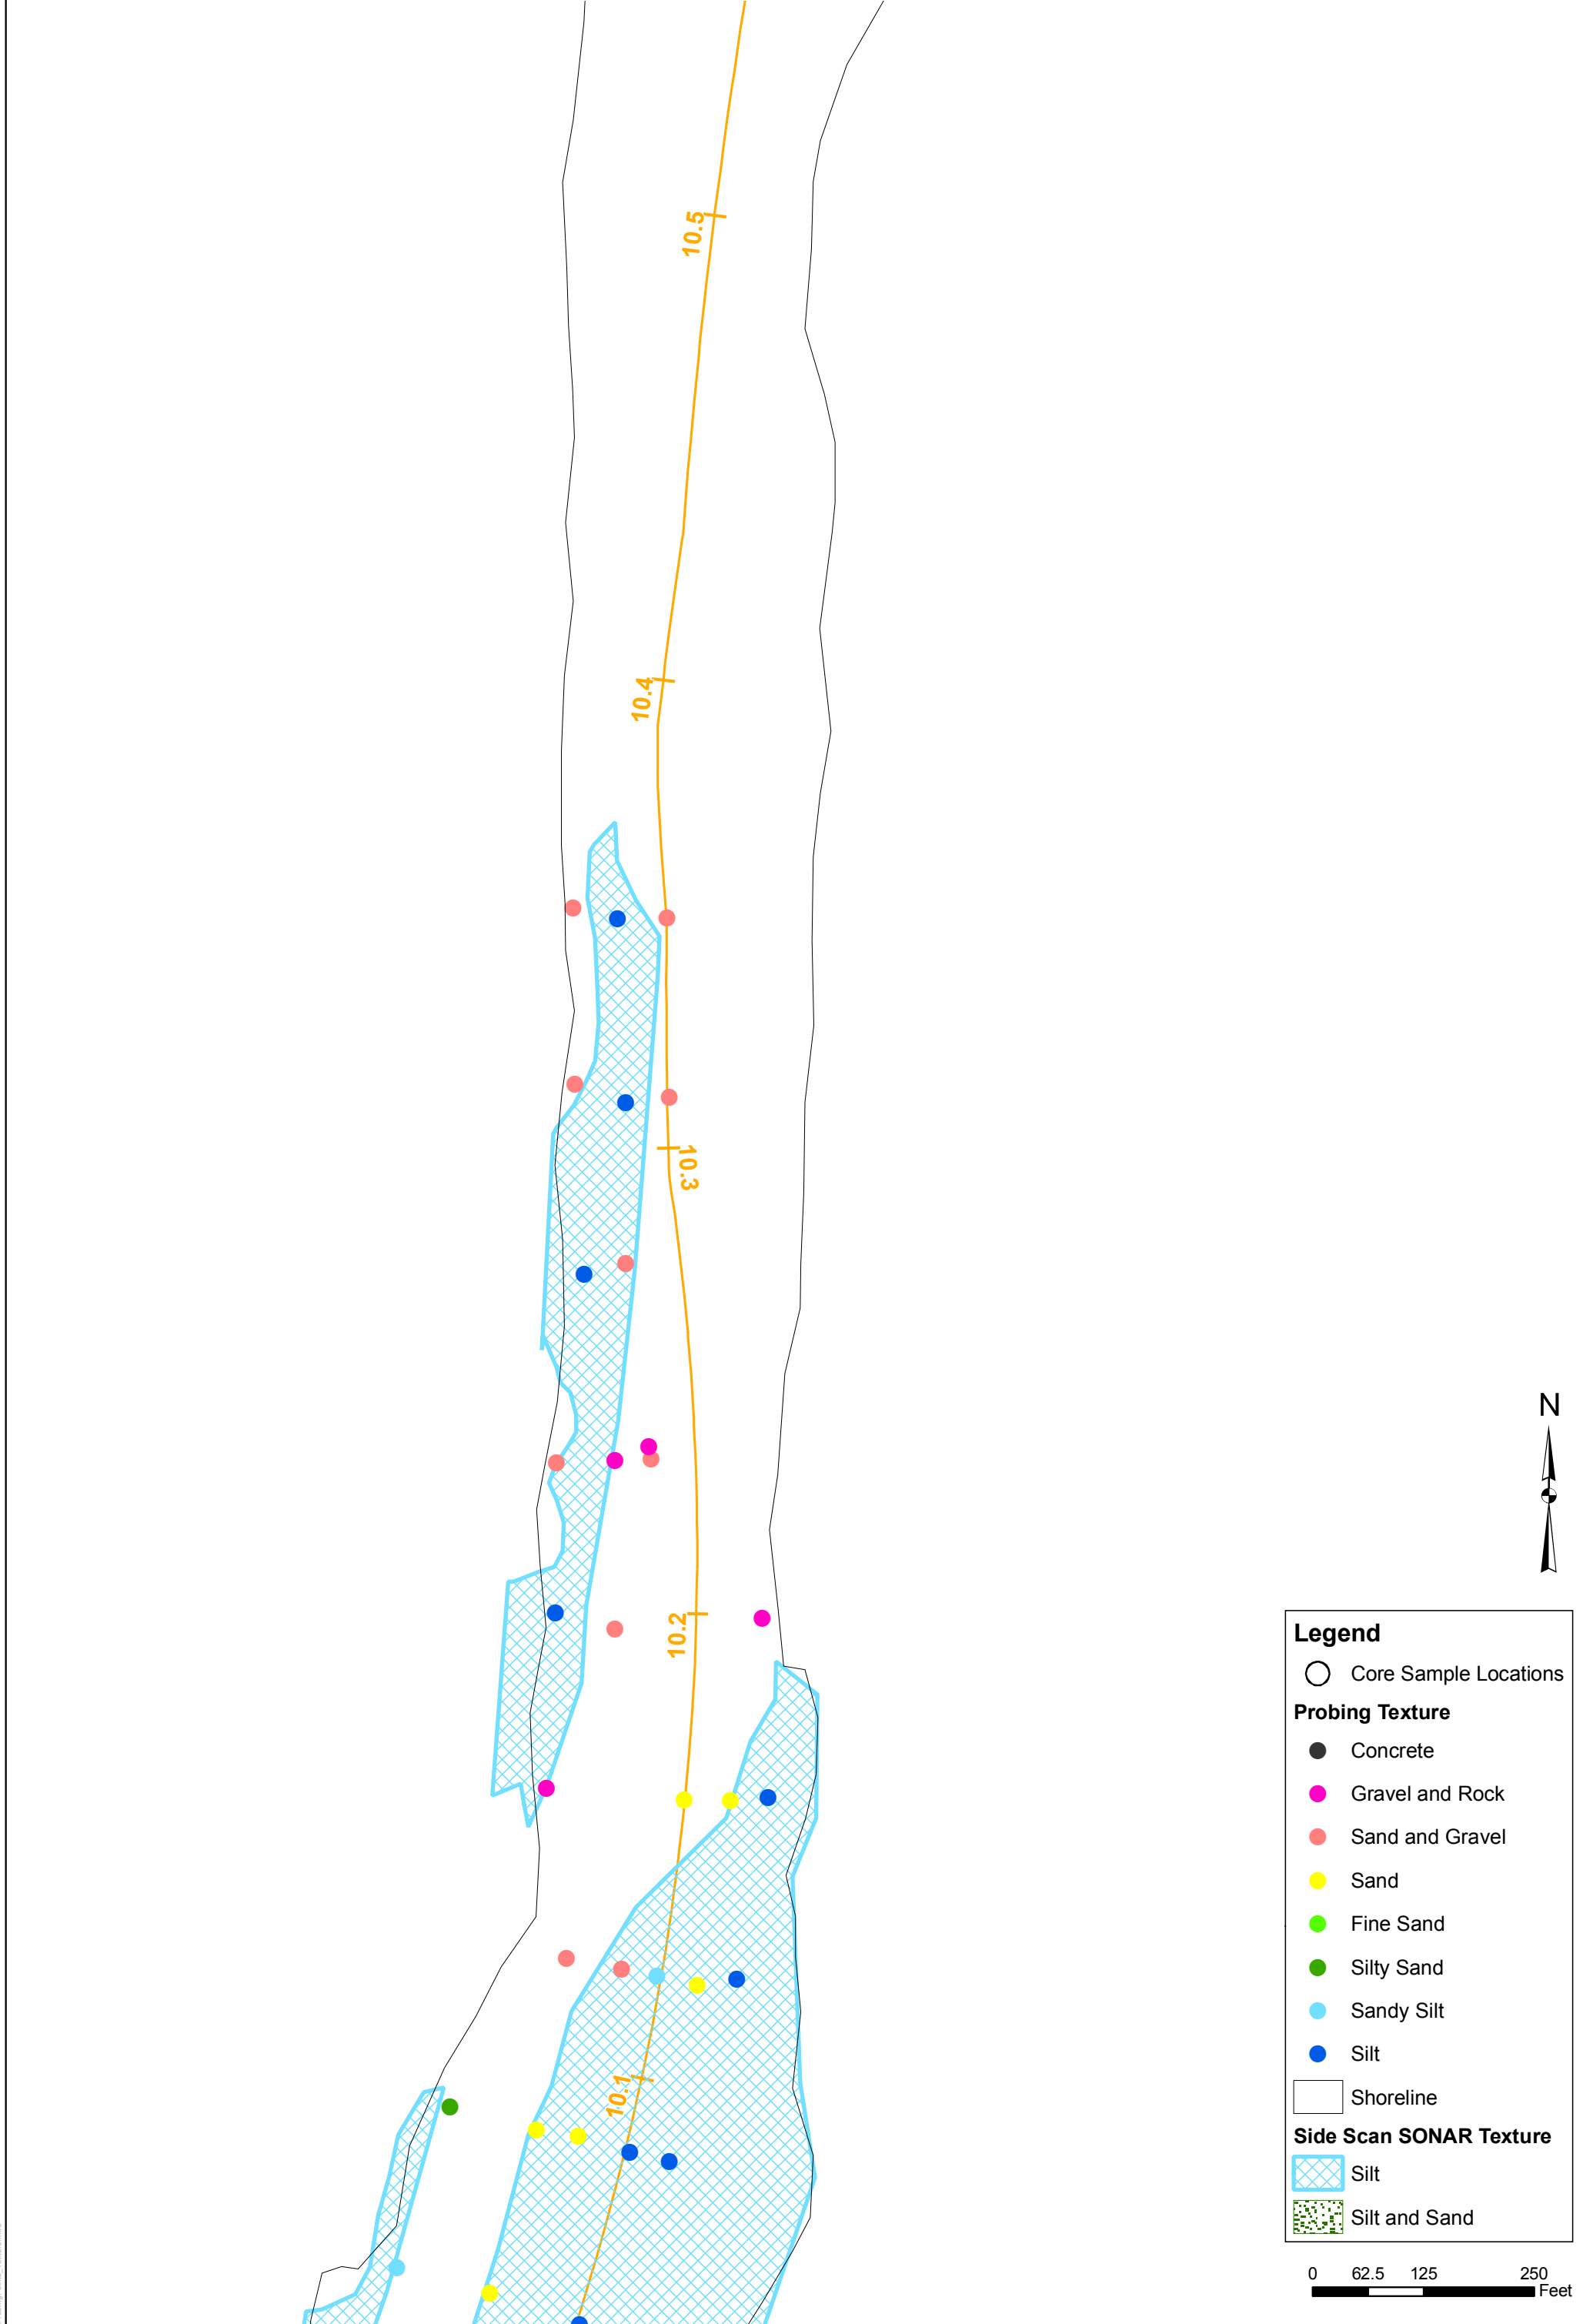 10.5
10.4
10.3
10.2
10.1
N
Legend
Core Sample Locations
Probing Texture
Concrete
Gravel and Rock
Sand and Gravel
Sand
Fine Sand
Silty Sand
Sandy Silt
Silt
Shoreline
Side Scan SONAR Texture
Silt
Silt and Sand
0 62.5 125 250
Feet